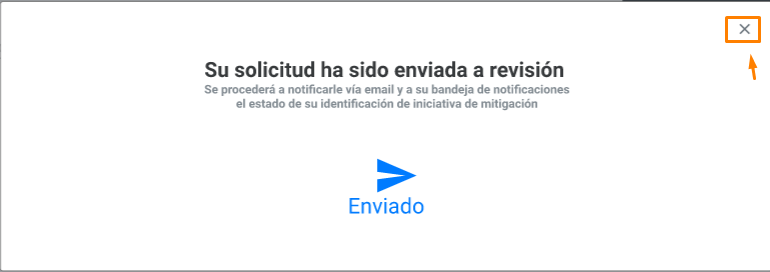 Su solicitud ha sido enviada a revisión
Se procederá a notificarle vía email y a su bandeja de notificaciones
el estado de su identificación de iniciativa de mitigación
Enviado